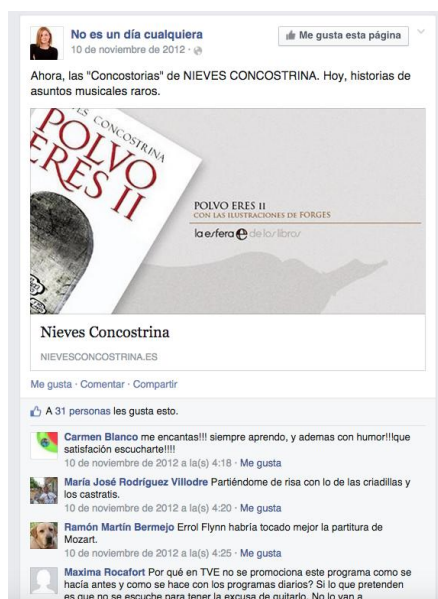 No es un día cualquiera
10 de noviembre de 2012 ·
Me gusta esta página
Ahora, las "Concostorias" de NIEVES CONCOSTRINA. Hoy, historias de
asuntos musicales raros.
ES CONCOSTRINA
POLVO
ERES II
POLVO ERES II
CON LAS ILUSTRACIONES DE FORGES
la esfera de los libros
Nieves Concostrina
NIEVESCONCOSTRINA.ES
Me gusta · Comentar · Compartir
A 31 personas les gusta esto.
Carmen Blanco me encantas!!! siempre aprendo, y ademas con humor!!!que
satisfación escucharte!!!!
10 de noviembre de 2012 a la(s) 4:18 · Me gusta
María José Rodríguez Villodre Partiéndome de risa con lo de las criadillas y
los castratis.
10 de noviembre de 2012 a la(s) 4:20 · Me gusta
Ramón Martín Bermejo Errol Flynn habría tocado mejor la partitura de
Mozart.
10 de noviembre de 2012 a la(s) 4:25 · Me gusta
Maxima Rocafort Por qué en TVE no se promociona este programa como se
hacía antes y como se hace con los programas diarios? Si lo que pretenden
es que no se escuche para tener la excusa de quitarlo. No lo van a